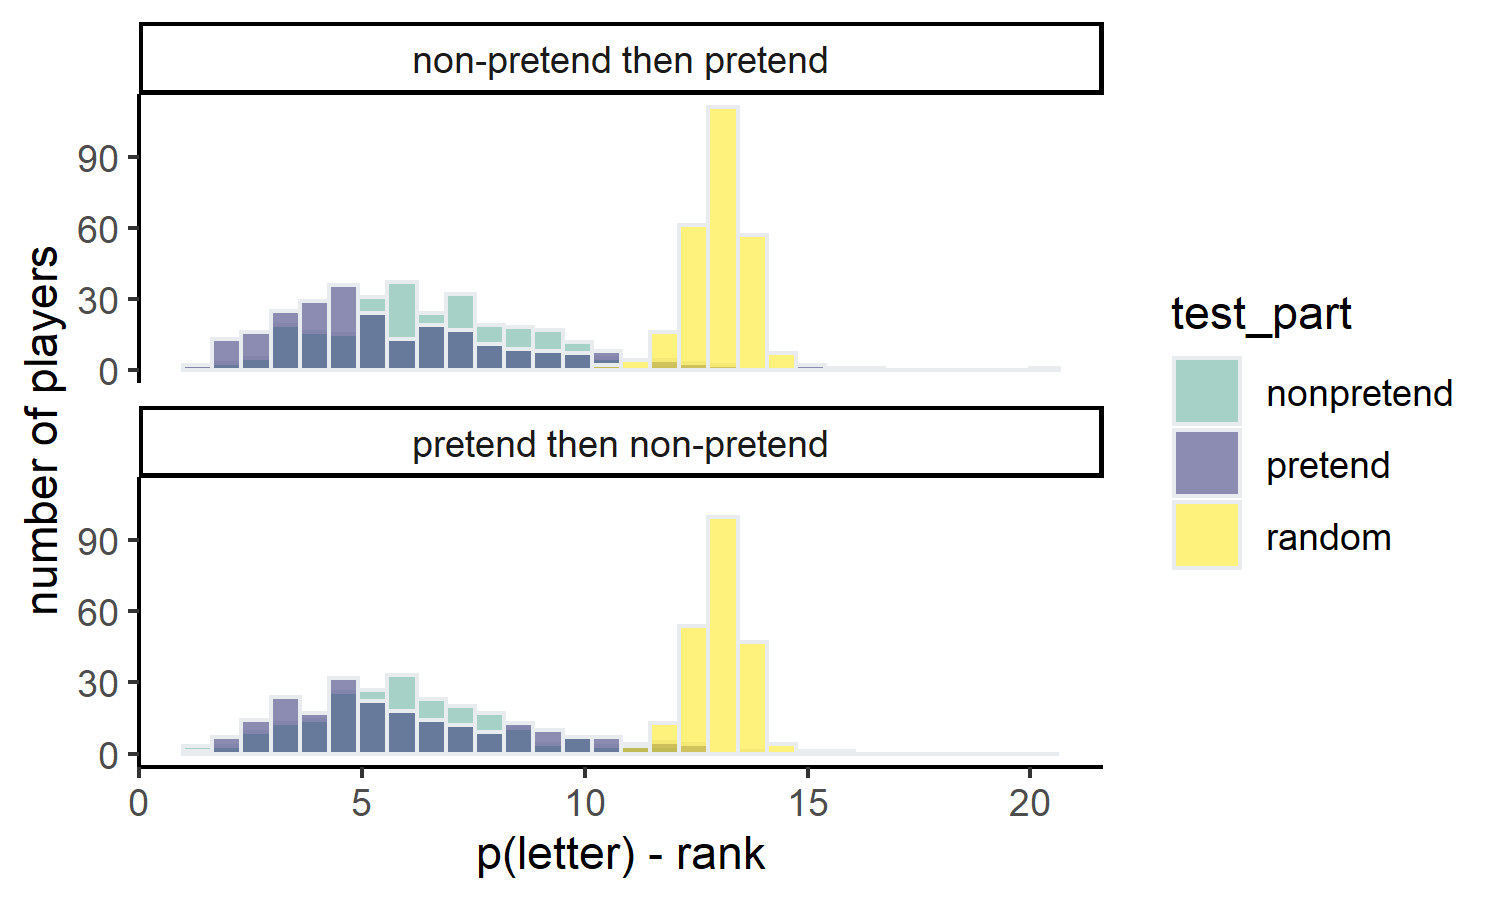 non-pretend then pretend
90
60
30
0
number of players
pretend then non-pretend
90
60
30
0
0 5 10 15 20
p(letter) - rank
test_part
nonpretend
pretend
random